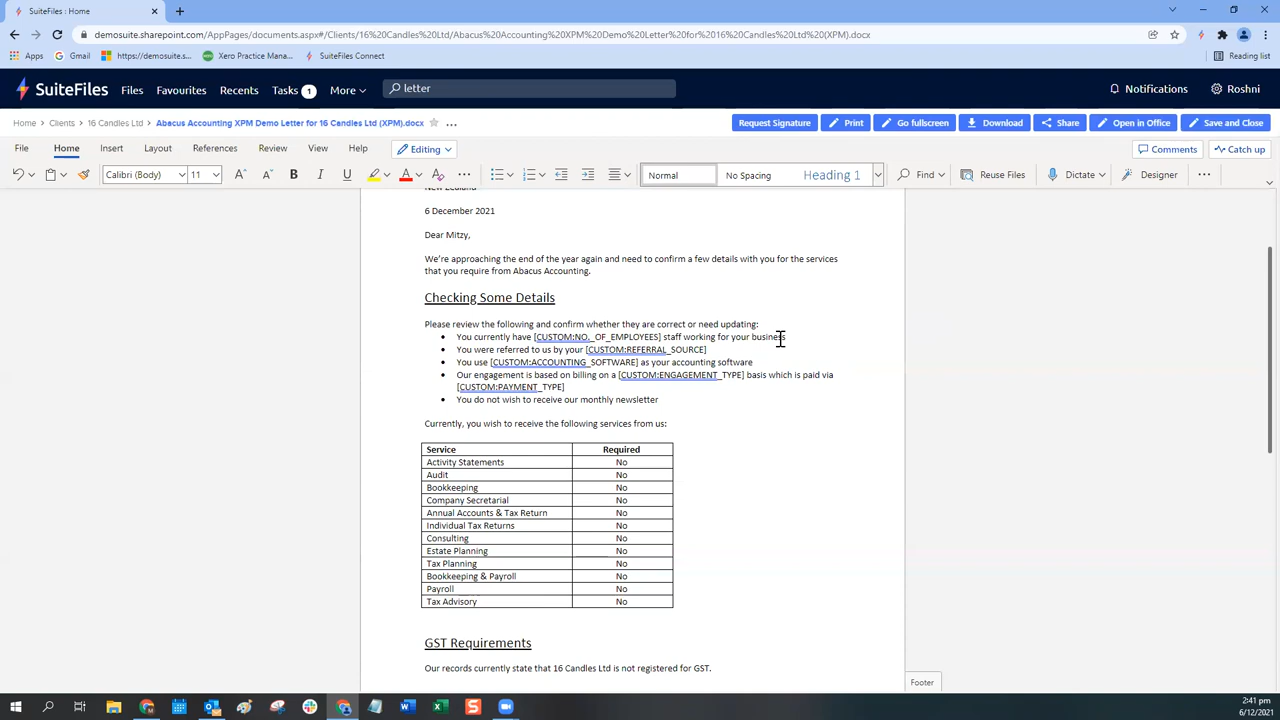 SuiteFiles : Home
demosuite.sharepoint.com/AppPages/documents.aspx#/Clients/16%20Candles%20Ltd/Abacus%20Accounting%20XPM%20Demo%20Letter%20for%2016%20Candles%20Ltd%20(XPM).docx
Apps Gmail https://demosuite.s... Xero Practice Mana... SuiteFiles Connect Reading list
SuiteFiles Files Favourites Recents Tasks 1 More letter Notifications Roshni
Home > Clients > 16 Candles Ltd > Abacus Accounting XPM Demo Letter for 16 Candles Ltd (XPM).docx ... Request Signature Print Go fullscreen Download Share Open in Office Save and Close
File Home Insert Layout References Review View Help Editing Comments Catch up
Calibri (Body) 11 B I U A Normal No Spacing Heading 1 Find Reuse Files Dictate Designer ...
New Zealand
6 December 2021
Dear Mitzy,
We're approaching the end of the year again and need to confirm a few details with you for the services
that you require from Abacus Accounting.
Checking Some Details
Please review the following and confirm whether they are correct or need updating:
• You currently have [CUSTOM:NO._OF_EMPLOYEES] staff working for your business
• You were referred to us by your [CUSTOM:REFERRAL_SOURCE]
• You use [CUSTOM:ACCOUNTING_SOFTWARE] as your accounting software
• Our engagement is based on billing on a [CUSTOM:ENGAGEMENT_TYPE] basis which is paid via
[CUSTOM:PAYMENT_TYPE]
• You do not wish to receive our monthly newsletter
Currently, you wish to receive the following services from us:
Service Required
Activity Statements No
Audit No
Bookkeeping No
Company Secretarial No
Annual Accounts & Tax Return No
Individual Tax Returns No
Consulting No
Estate Planning No
Tax Planning No
Bookkeeping & Payroll No
Payroll No
Tax Advisory No
GST Requirements
Our records currently state that 16 Candles Ltd is not registered for GST.
Footer
2:41 pm
6/12/2021